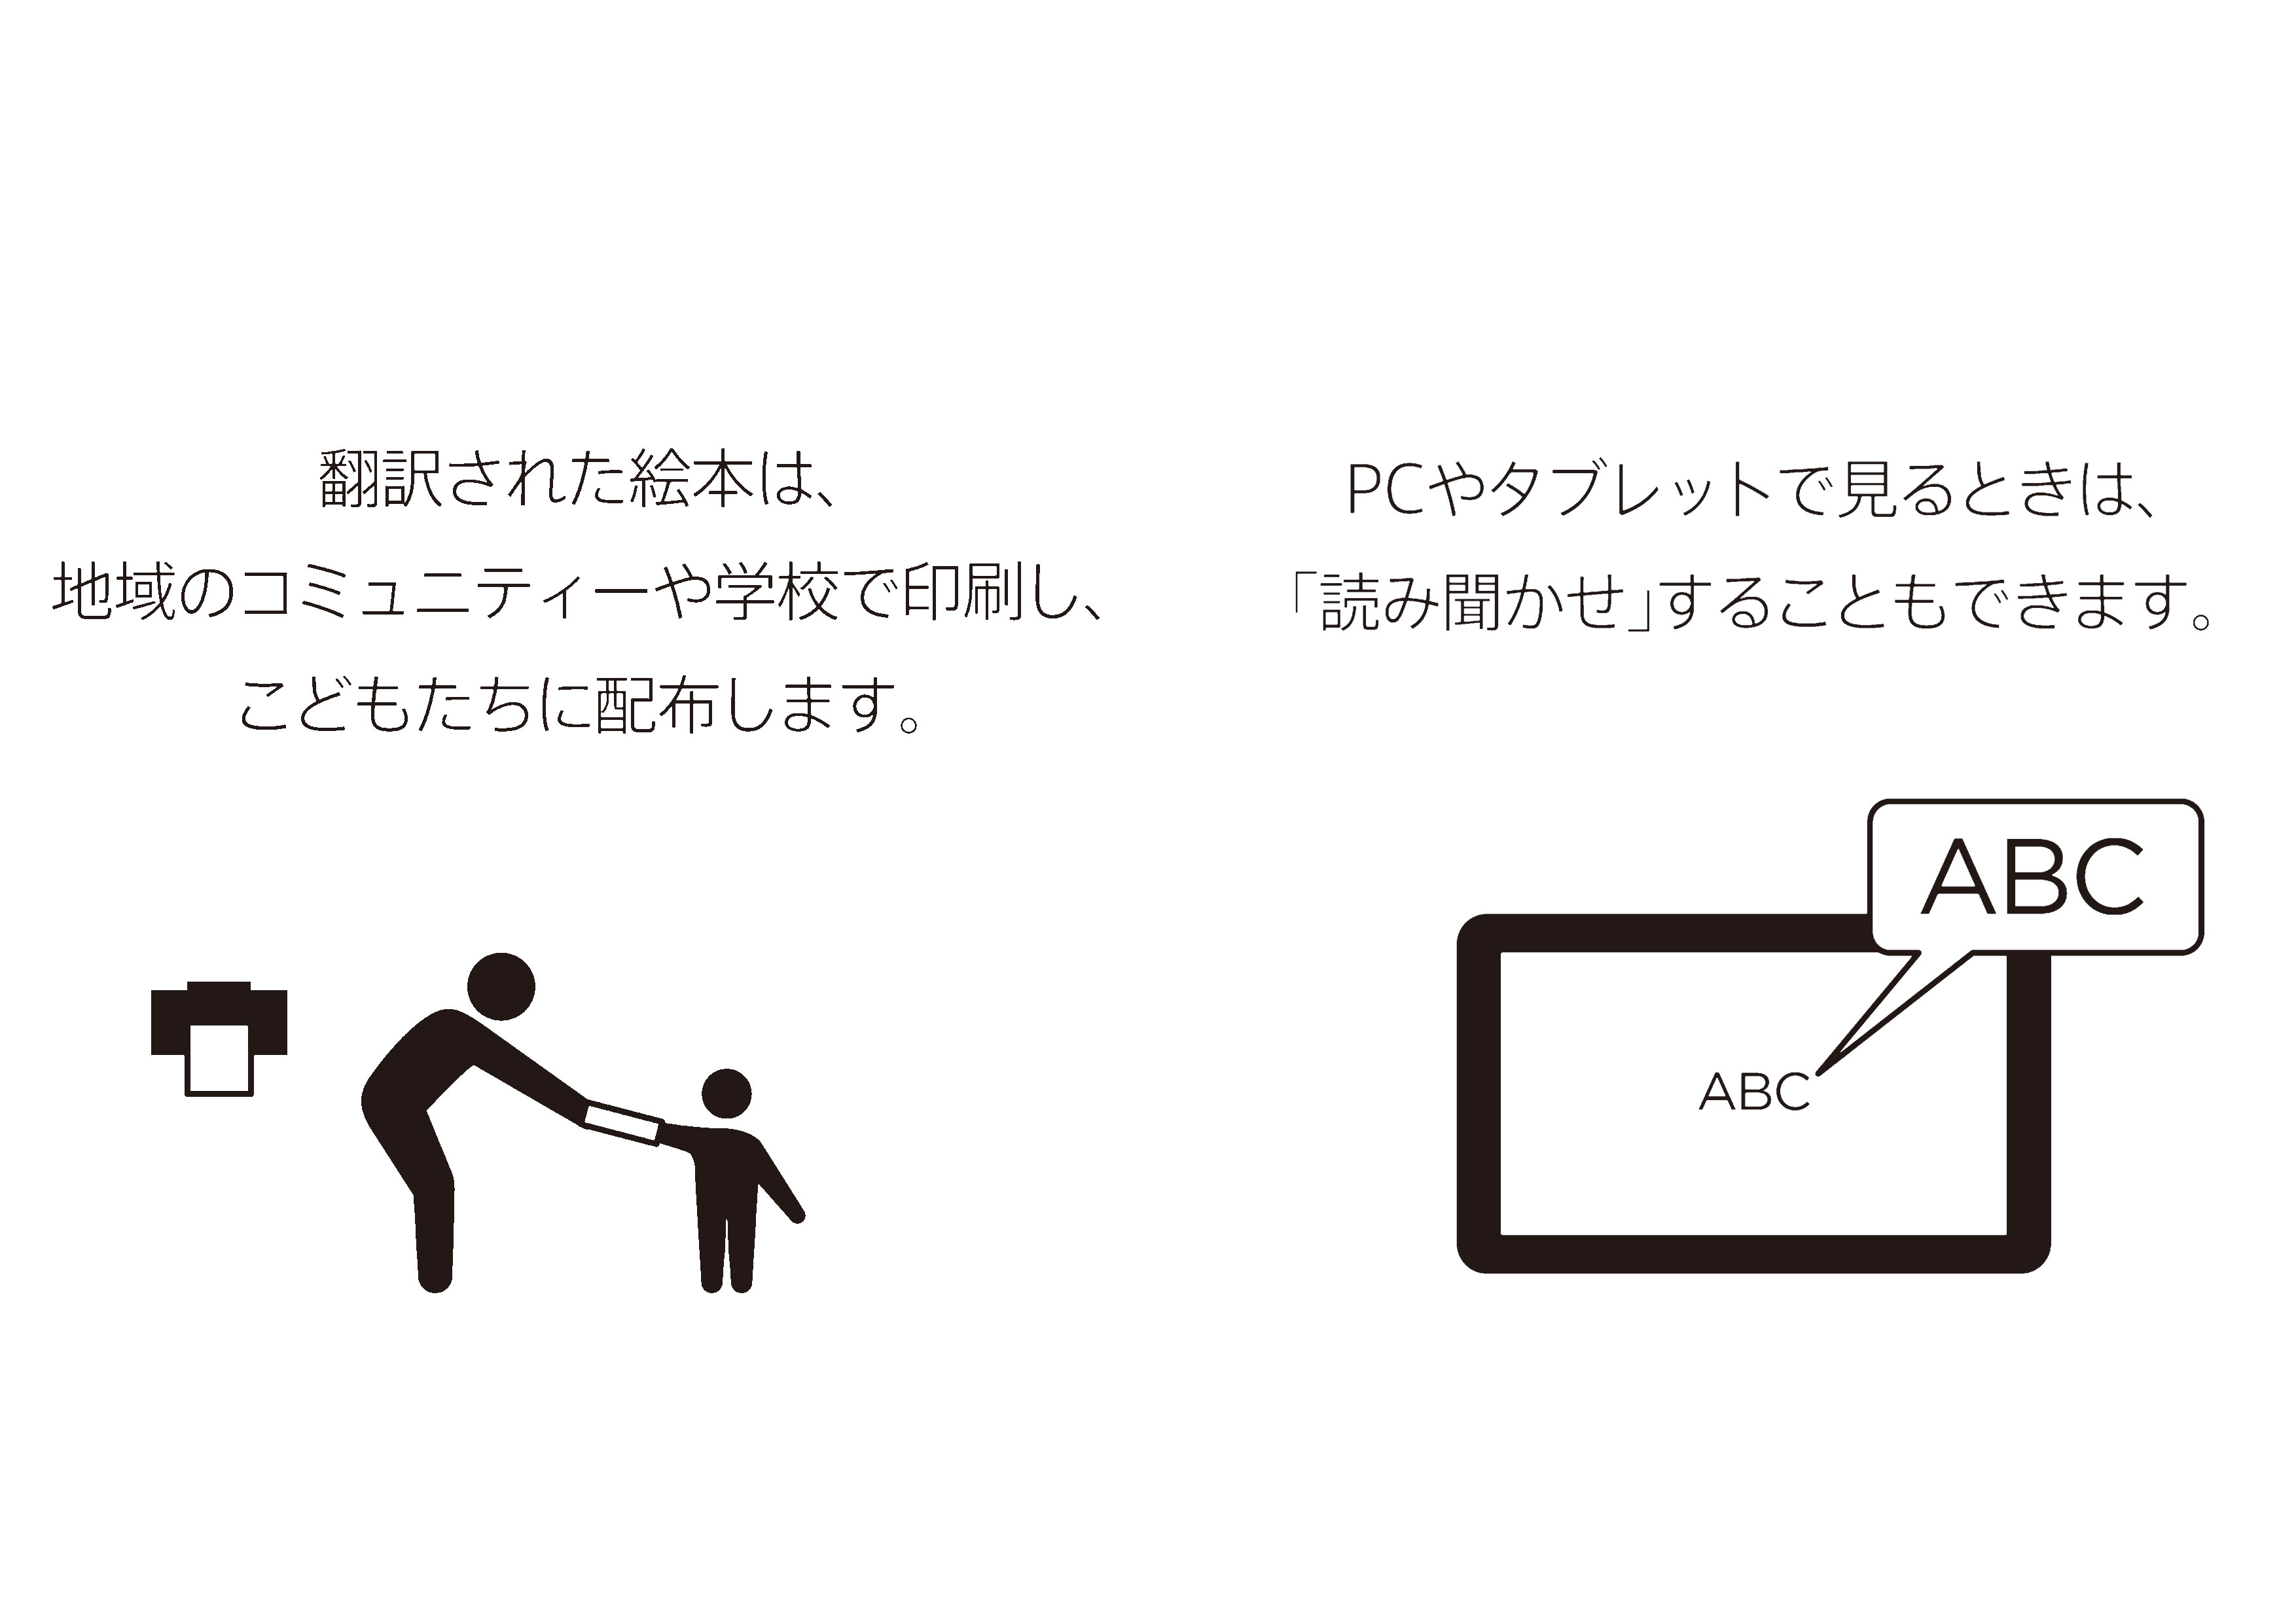 翻訳された絵本は、
地域のコミュニティーや学校で印刷し、
こどもたちに配布します。
PCやタブレットで見るときは、
「読み聞かせ」することもできます。
ABC
ABC